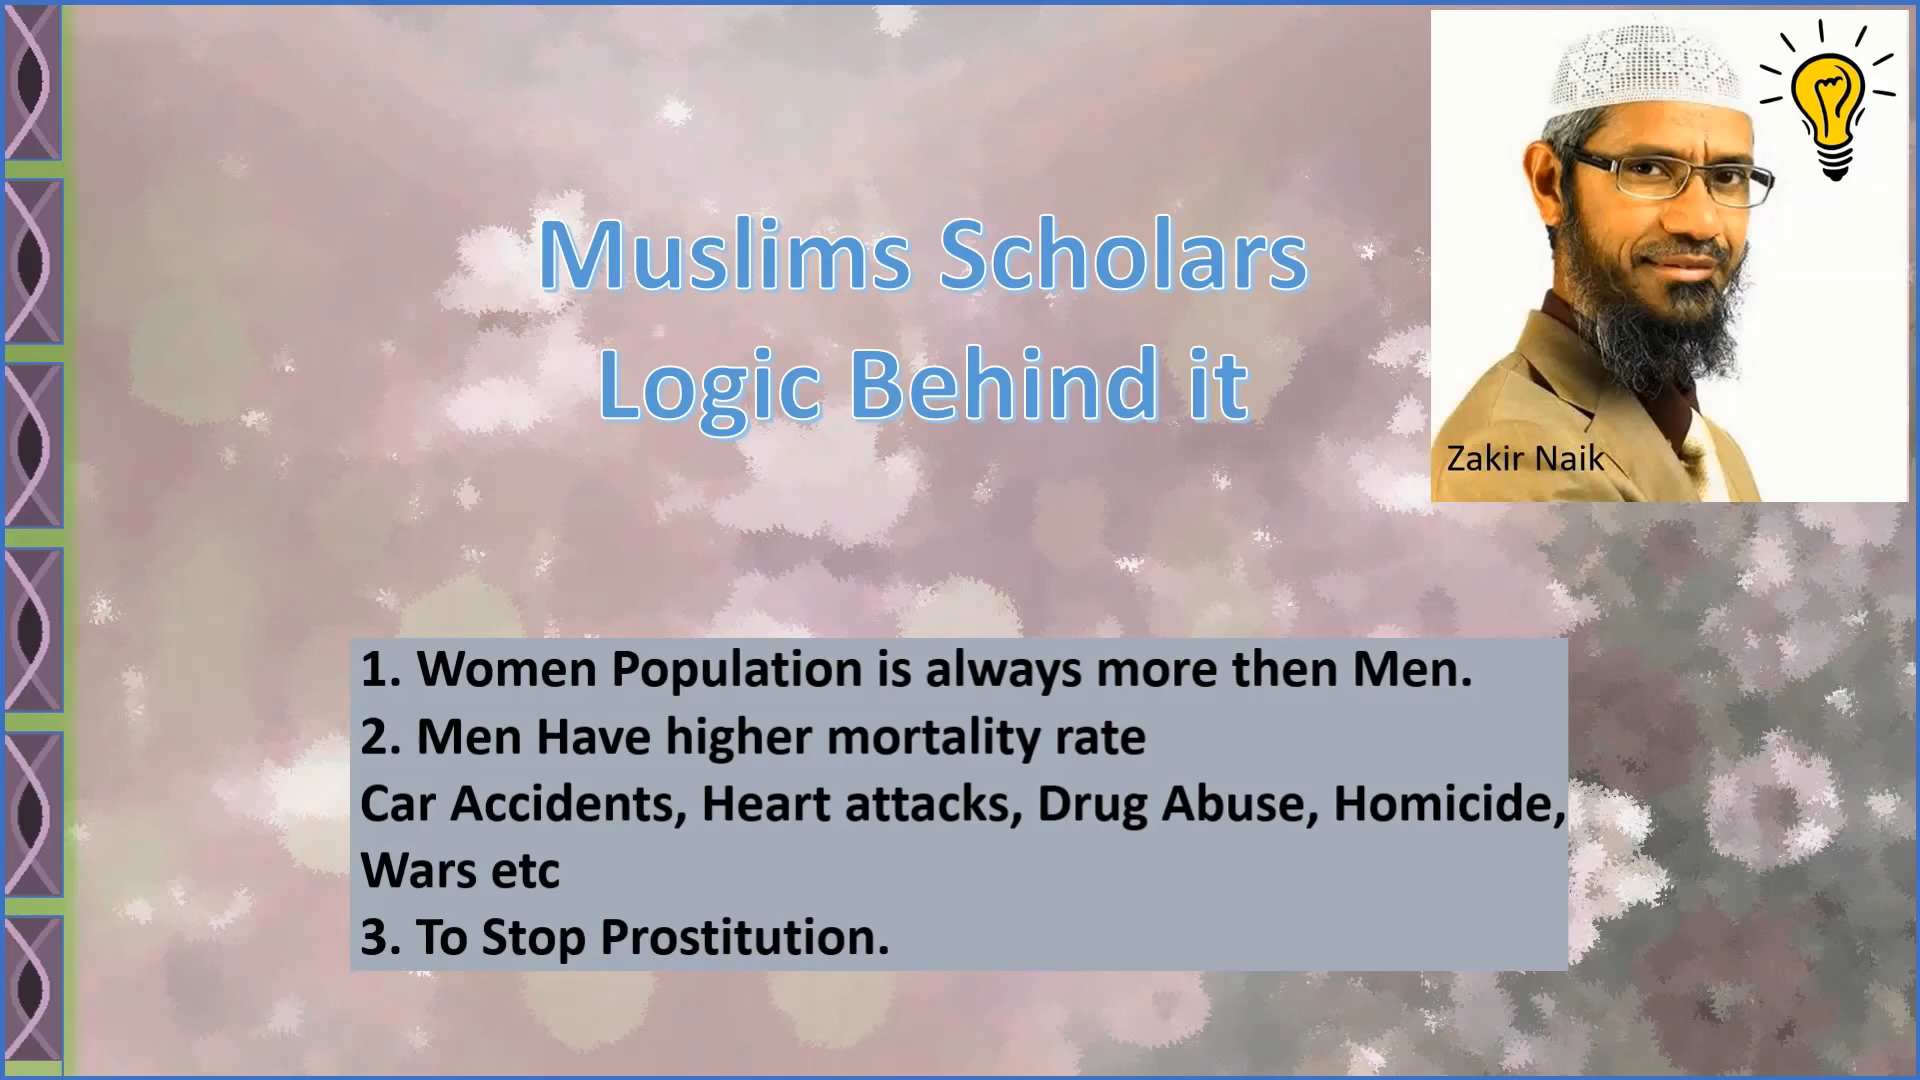 Muslims Scholars
Logic Behind it
Zakir Naik
1. Women Population is always more then Men.
2. Men Have higher mortality rate
Car Accidents, Heart attacks, Drug Abuse, Homicide,
Wars etc
3. To Stop Prostitution.